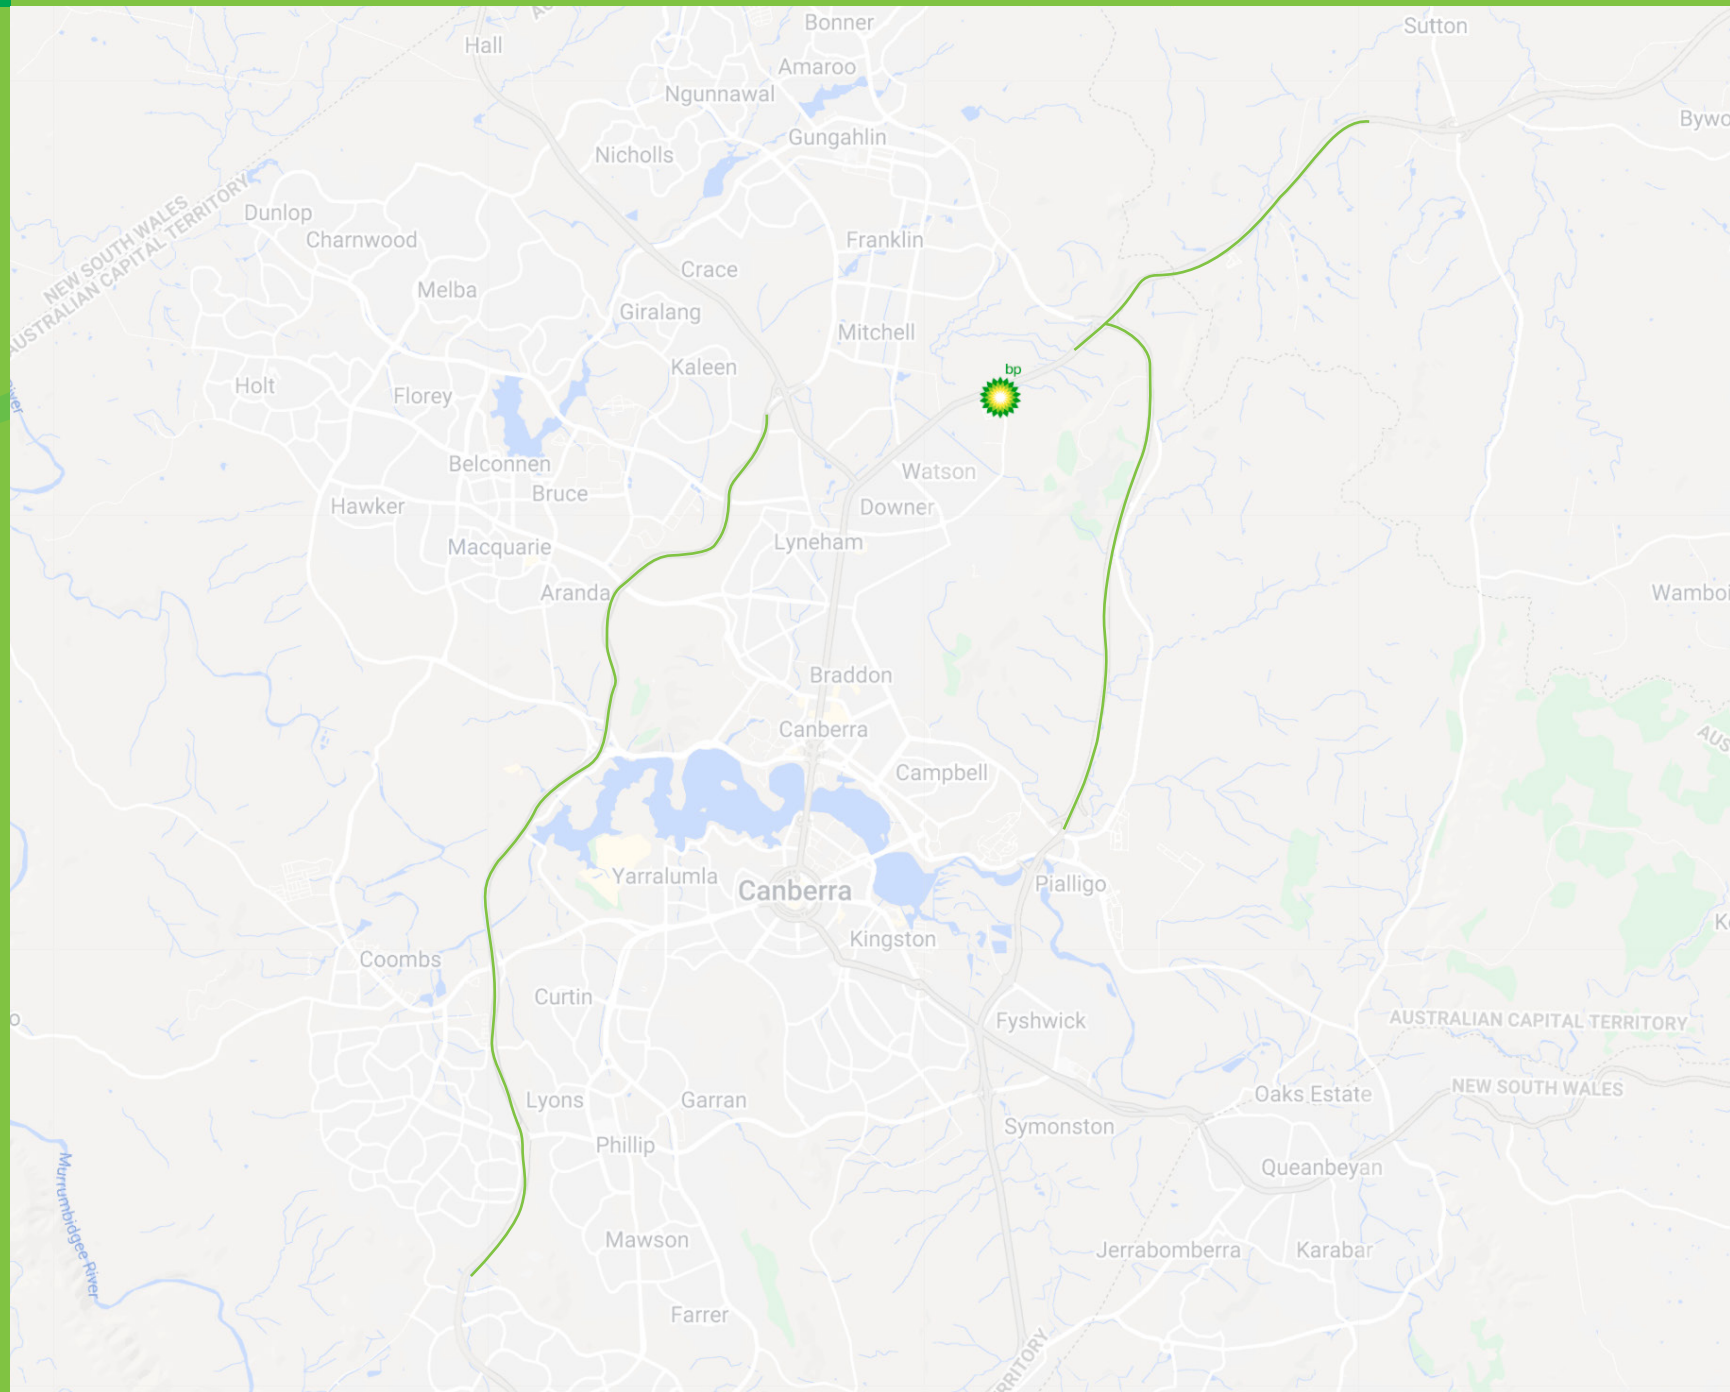 Hall
Bonner
Sutton
Amaroo
Ngunnawal
Gungahlin
Nicholls
Dunlop
Charnwood
Franklin
NEW SOUTH WALES
AUSTRALIAN CAPITAL TERRITORY
Crace
Melba
Giralang
Mitchell
Kaleen
bp
Holt
Florey
River
Belconnen
Watson
Bruce
Hawker
Downer
Macquarie
Lyneham
Aranda
Braddon
Canberra
Campbell
Yarralumla
Canberra
Pialligo
Kingston
Coombs
Curtin
Fyshwick
AUSTRALIAN CAPITAL TERRITORY
NEW SOUTH WALES
Oaks Estate
Lyons
Garran
Symonston
Phillip
Queanbeyan
Murrumbidgee River
Mawson
Jerrabomberra
Karabar
Farrer